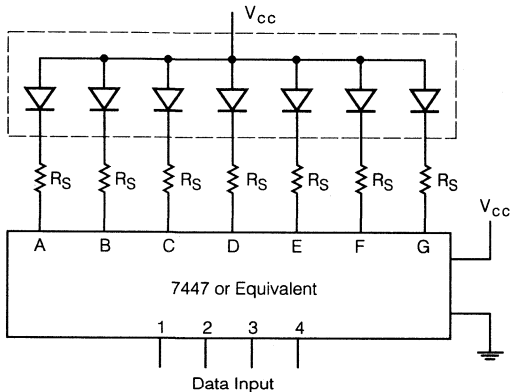 Vcc
Rs Rs Rs Rs Rs Rs Rs
Vcc
A B C D E F G
7447 or Equivalent
1 2 3 4
Data Input